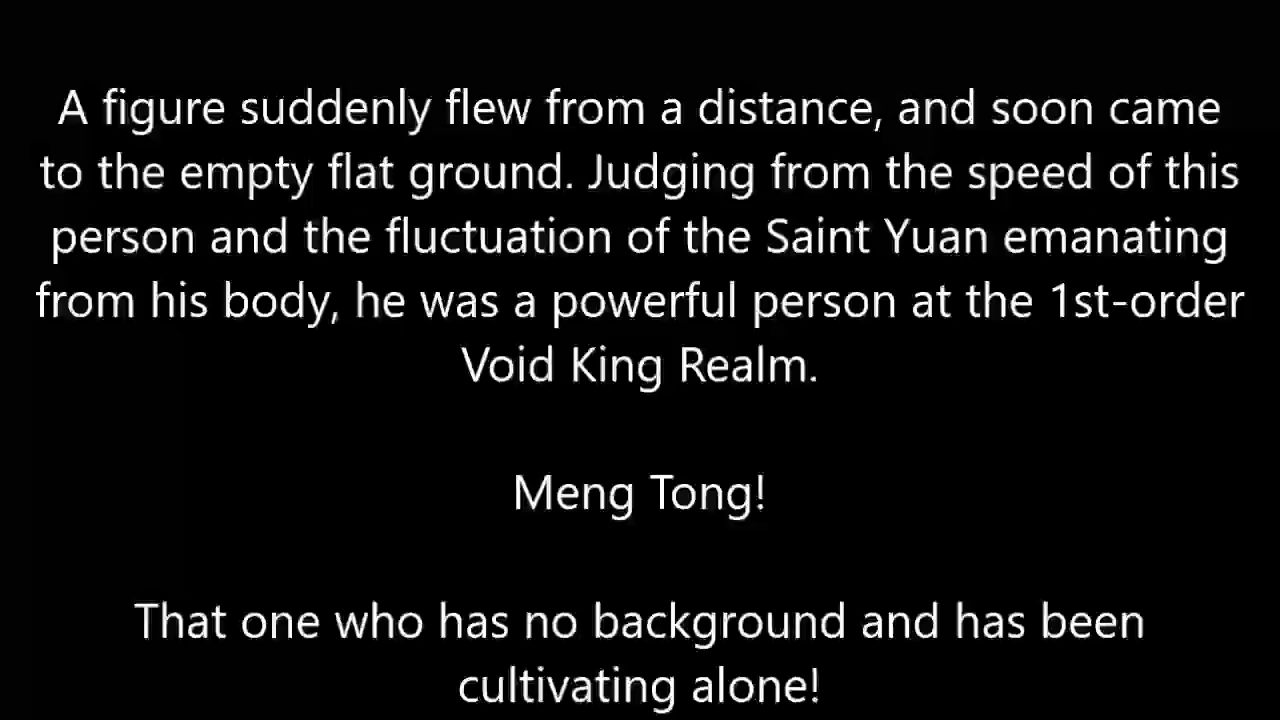 A figure suddenly flew from a distance, and soon came
to the empty flat ground. Judging from the speed of this
person and the fluctuation of the Saint Yuan emanating
from his body, he was a powerful person at the 1st-order
Void King Realm.
Meng Tong!
That one who has no background and has been
cultivating alone!